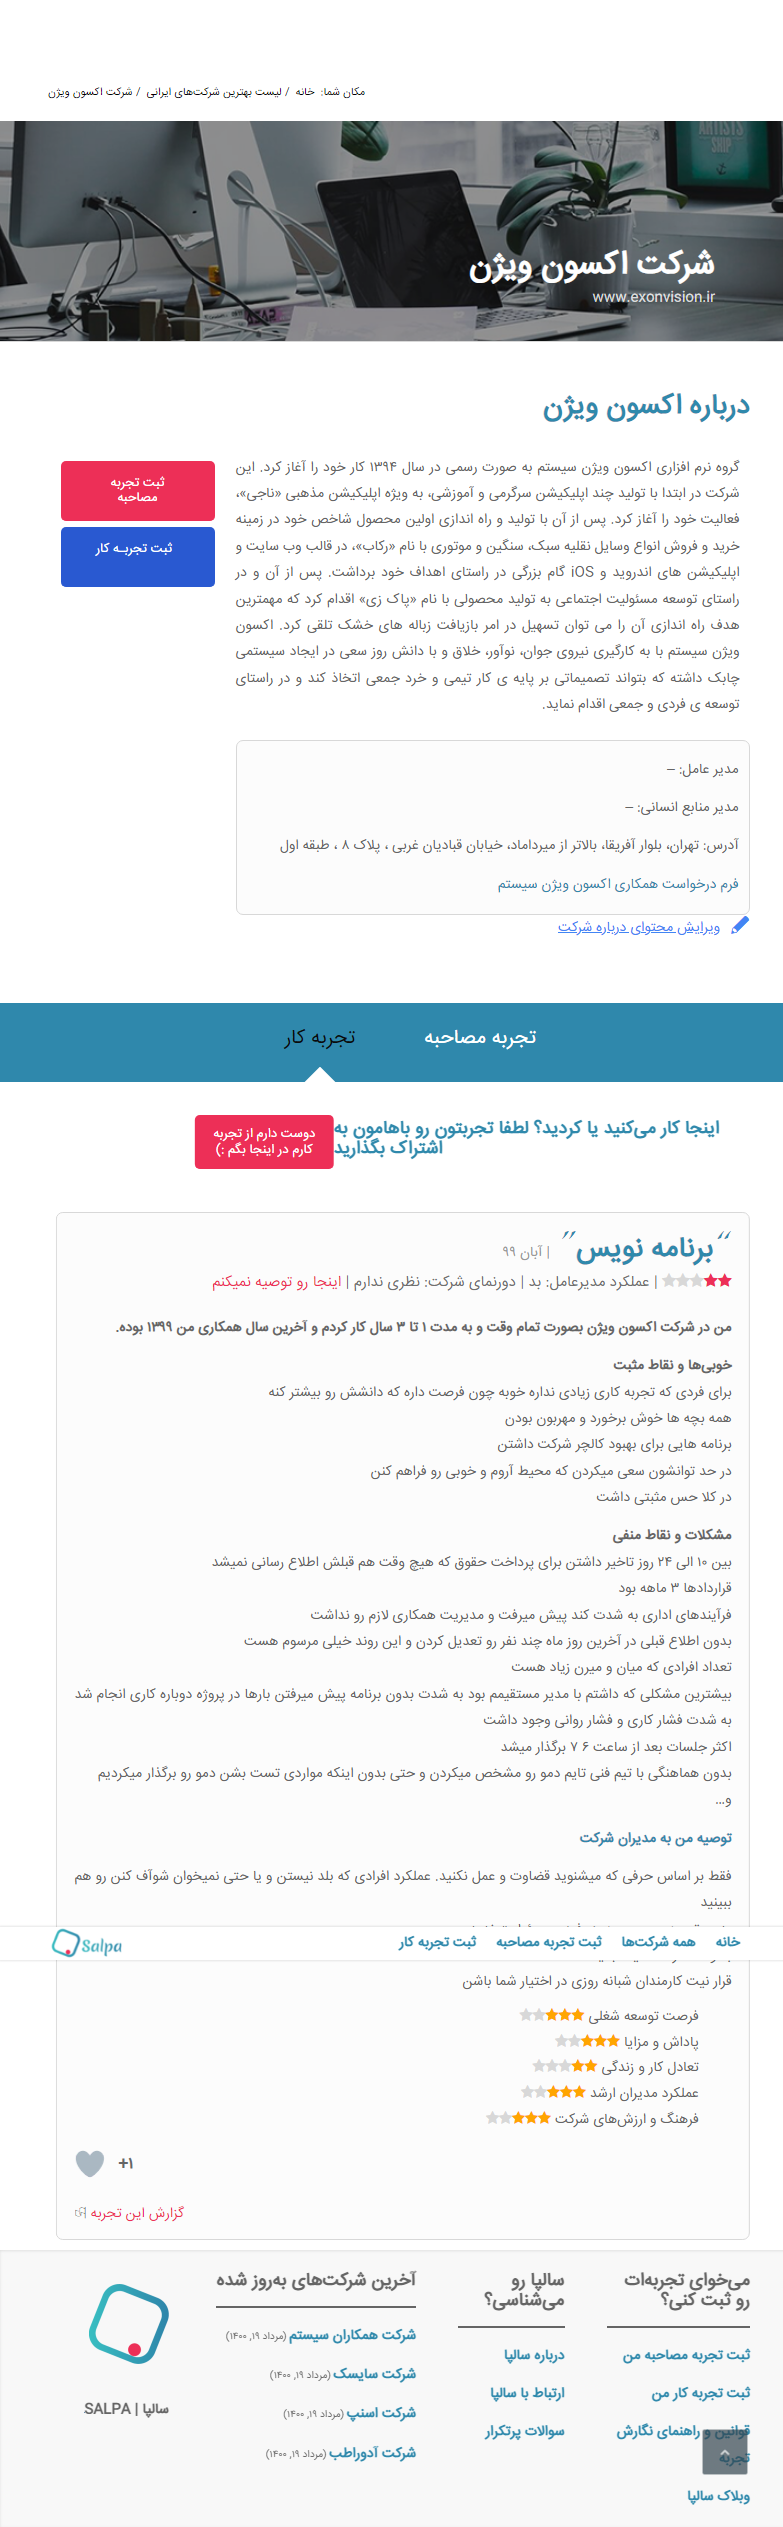 مکان شما: خانه / لیست بهترین شرکت‌های ایرانی / شرکت اکسون ویژن
ARTISTS
SHIP
شرکت اکسون ویژن
www.exonvision.ir
درباره اکسون ویژن
گروه نرم افزاری اکسون ویژن سیستم به صورت رسمی در سال ۱۳۹۴ کار خود را آغاز کرد. این
شرکت در ابتدا با تولید چند اپلیکیشن سرگرمی و آموزشی، به ویژه اپلیکیشن مذهبی «ناجی»،
فعالیت خود را آغاز کرد. پس از آن با تولید و راه اندازی اولین محصول شاخص خود در زمینه
خرید و فروش انواع وسایل نقلیه سبک، سنگین و موتوری با نام «رکاب»، در قالب وب سایت و
اپلیکیشن های اندروید و iOS گام بزرگی در راستای اهداف خود برداشت. پس از آن و در
راستای توسعه مسئولیت اجتماعی به تولید محصولی با نام «پاک زی» اقدام کرد که مهمترین
هدف راه اندازی آن را می توان تسهیل در امر بازیافت زباله های خشک تلقی کرد. اکسون
ویژن سیستم با به کارگیری نیروی جوان، نوآور، خلاق و با دانش روز سعی در ایجاد سیستمی
چابک داشته که بتواند تصمیماتی بر پایه ی کار تیمی و خرد جمعی اتخاذ کند و در راستای
توسعه ی فردی و جمعی اقدام نماید.
ثبت تجربه
مصاحبه
ثبت تجربـه کار
مدیر عامل: –
مدیر منابع انسانی: –
آدرس: تهران، بلوار آفریقا، بالاتر از میرداماد، خیابان قبادیان غربی ، پلاک ۸ ، طبقه اول
فرم درخواست همکاری اکسون ویژن سیستم
ویرایش محتوای درباره شرکت
تجربه مصاحبه
تجربه کار
اینجا کار می‌کنید یا کردید؟ لطفا تجربتون رو باهامون به
اشتراک بگذارید
دوست دارم از تجربه
کارم در اینجا بگم :)
"برنامه نویس" | آبان ۹۹
| عملکرد مدیرعامل: بد | دورنمای شرکت: نظری ندارم | اینجا رو توصیه نمیکنم
من در شرکت اکسون ویژن بصورت تمام وقت و به مدت ۱ تا ۳ سال کار کردم و آخرین سال همکاری من ۱۳۹۹ بوده.
خوبی‌ها و نقاط مثبت
برای فردی که تجربه کاری زیادی نداره خوبه چون فرصت داره که دانشش رو بیشتر کنه
همه بچه ها خوش برخورد و مهربون بودن
برنامه هایی برای بهبود کالچر شرکت داشتن
در حد توانشون سعی میکردن که محیط آروم و خوبی رو فراهم کنن
در کلا حس مثبتی داشت
مشکلات و نقاط منفی
بین ۱۰ الی ۲۴ روز تاخیر داشتن برای پرداخت حقوق که هیچ وقت هم قبلش اطلاع رسانی نمیشد
قراردادها ۳ ماهه بود
فرآیندهای اداری به شدت کند پیش میرفت و مدیریت همکاری لازم رو نداشت
بدون اطلاع قبلی در آخرین روز ماه چند نفر رو تعدیل کردن و این روند خیلی مرسوم هست
تعداد افرادی که میان و میرن زیاد هست
بیشترین مشکلی که داشتم با مدیر مستقیمم بود به شدت بدون برنامه پیش میرفتن بارها در پروژه دوباره کاری انجام شد
به شدت فشار کاری و فشار روانی وجود داشت
اکثر جلسات بعد از ساعت ۶ ۷ برگذار میشد
بدون هماهنگی با تیم فنی تایم دمو رو مشخص میکردن و حتی بدون اینکه مواردی تست بشن دمو رو برگذار میکردیم
و...
توصیه من به مدیران شرکت
فقط بر اساس حرفی که میشنوید قضاوت و عمل نکنید. عملکرد افرادی که بلد نیستن و یا حتی نمیخوان شوآف کنن رو هم
ببینید
خانه همه شرکت‌ها ثبت تجربه مصاحبه ثبت تجربه کار
Salpa
قرار نیت کارمندان شبانه روزی در اختیار شما باشن
فرصت توسعه شغلی
پاداش و مزایا
تعادل کار و زندگی
عملکرد مدیران ارشد
فرهنگ و ارزش‌های شرکت
+۱
گزارش این تجربه
می‌خوای تجربه‌ات
رو ثبت کنی؟
ثبت تجربه مصاحبه من
ثبت تجربه کار من
قوانین و راهنمای نگارش
تجربه
وبلاک سالپا
سالپا رو
می‌شناسی؟
درباره سالپا
ارتباط با سالپا
سوالات پرتکرار
آخرین شرکت‌های به‌روز شده
شرکت همکاران سیستم (مرداد ۱۹, ۱۴۰۰)
شرکت سایسک (مرداد ۱۹, ۱۴۰۰)
شرکت اسنپ (مرداد ۱۹, ۱۴۰۰)
شرکت آدوراطب (مرداد ۱۹, ۱۴۰۰)
سالپا | SALPA